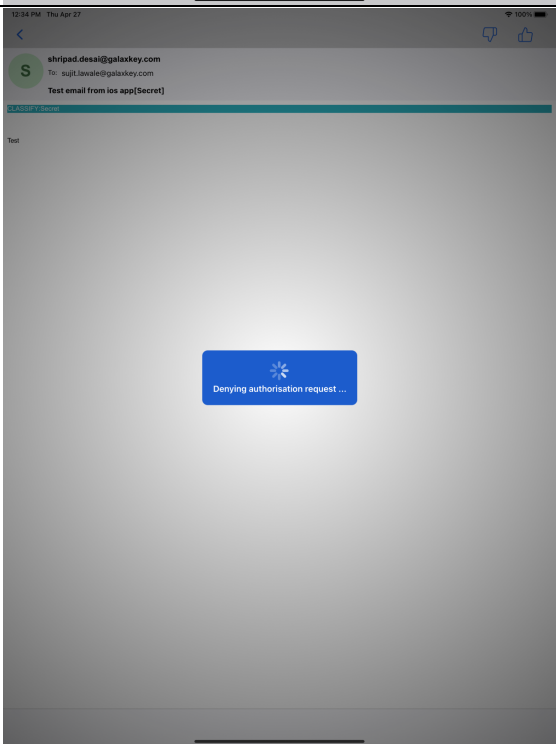 12:34 PM Thu Apr 27
100%
S
shripad.desai@galaxkey.com
To: sujit.lawale@galaxkey.com
Test email from ios app[Secret]
CLASSIFY:Secret
Test
Denying authorisation request ...